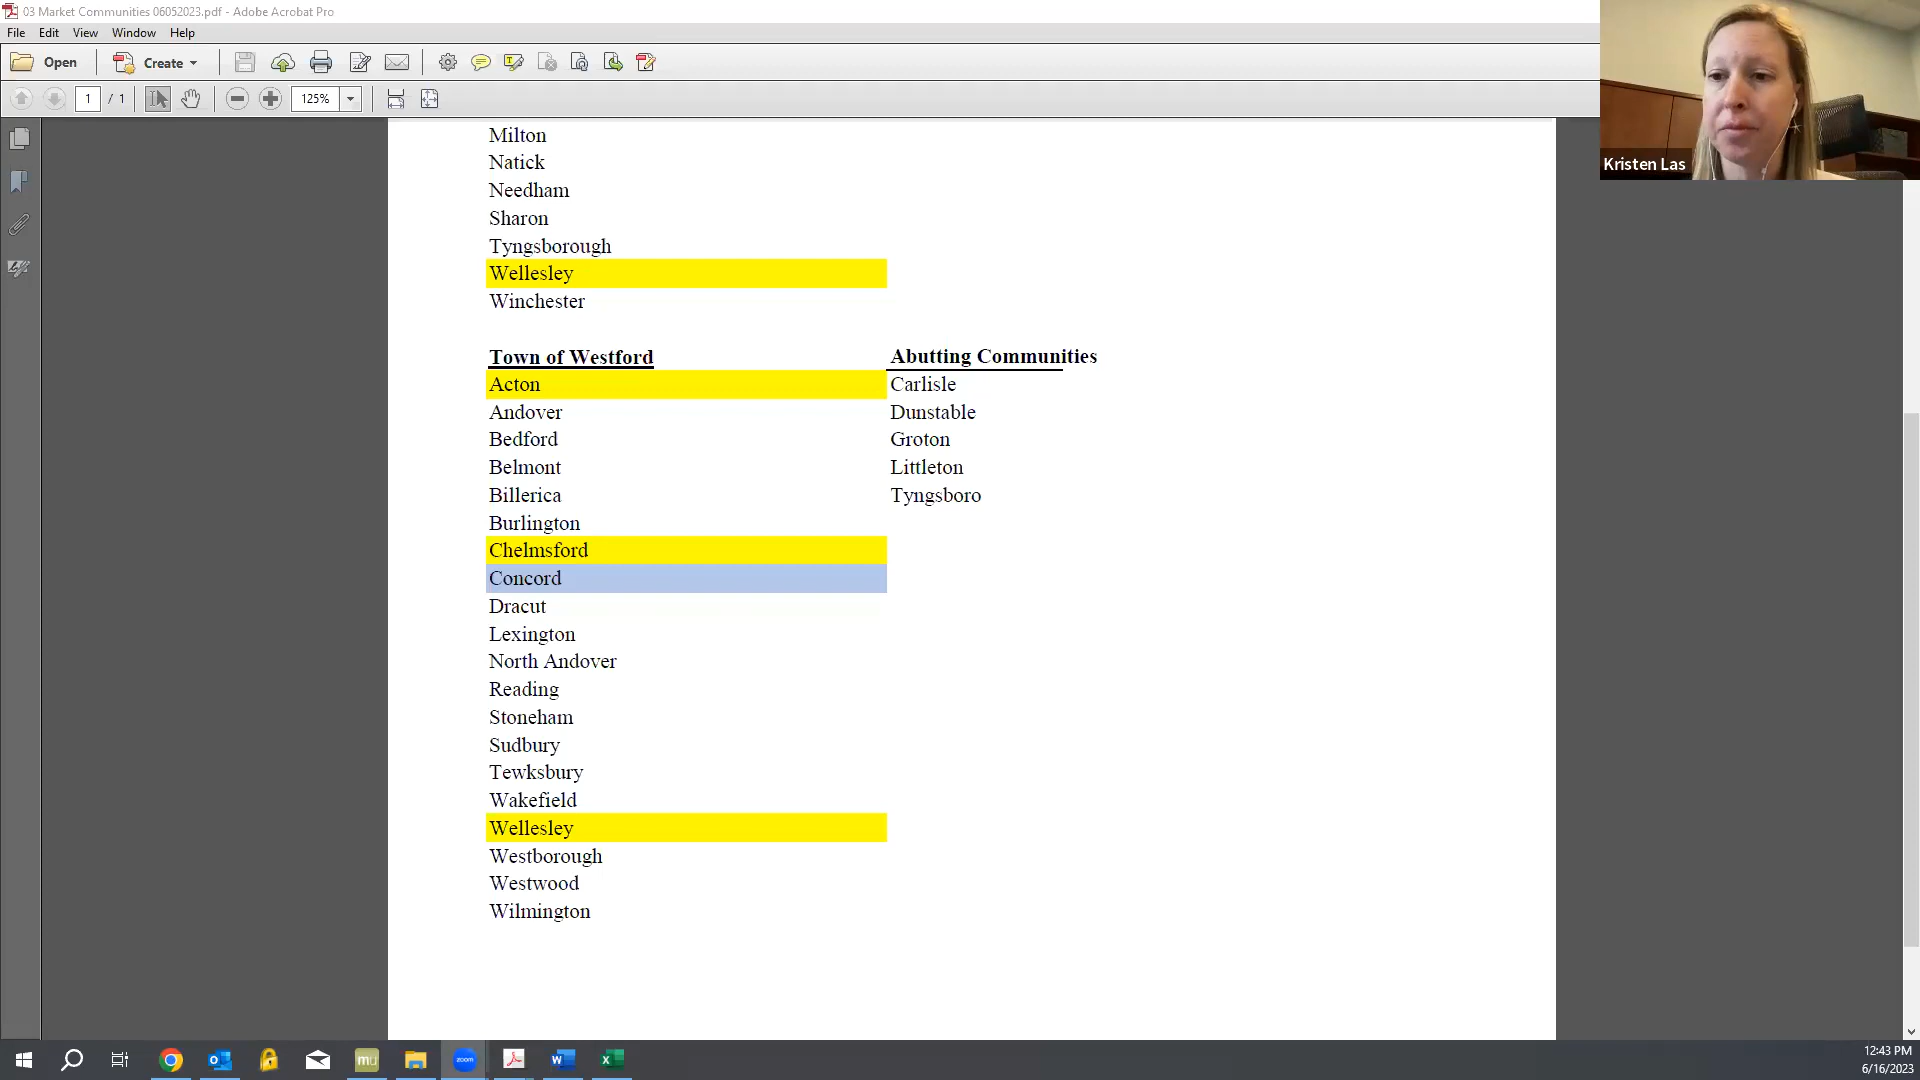 03 Market Communities 06052023.pdf - Adobe Acrobat Pro
File Edit View Window Help
Open Create
1 / 1 125%
Kristen Las
Milton
Natick
Needham
Sharon
Tyngsborough
Wellesley
Winchester
Town of Westford Abutting Communities
Acton Carlisle
Andover Dunstable
Bedford Groton
Belmont Littleton
Billerica Tyngsboro
Burlington
Chelmsford
Concord
Dracut
Lexington
North Andover
Reading
Stoneham
Sudbury
Tewksbury
Wakefield
Wellesley
Westborough
Westwood
Wilmington
mu zoom
12:43 PM
6/16/2023